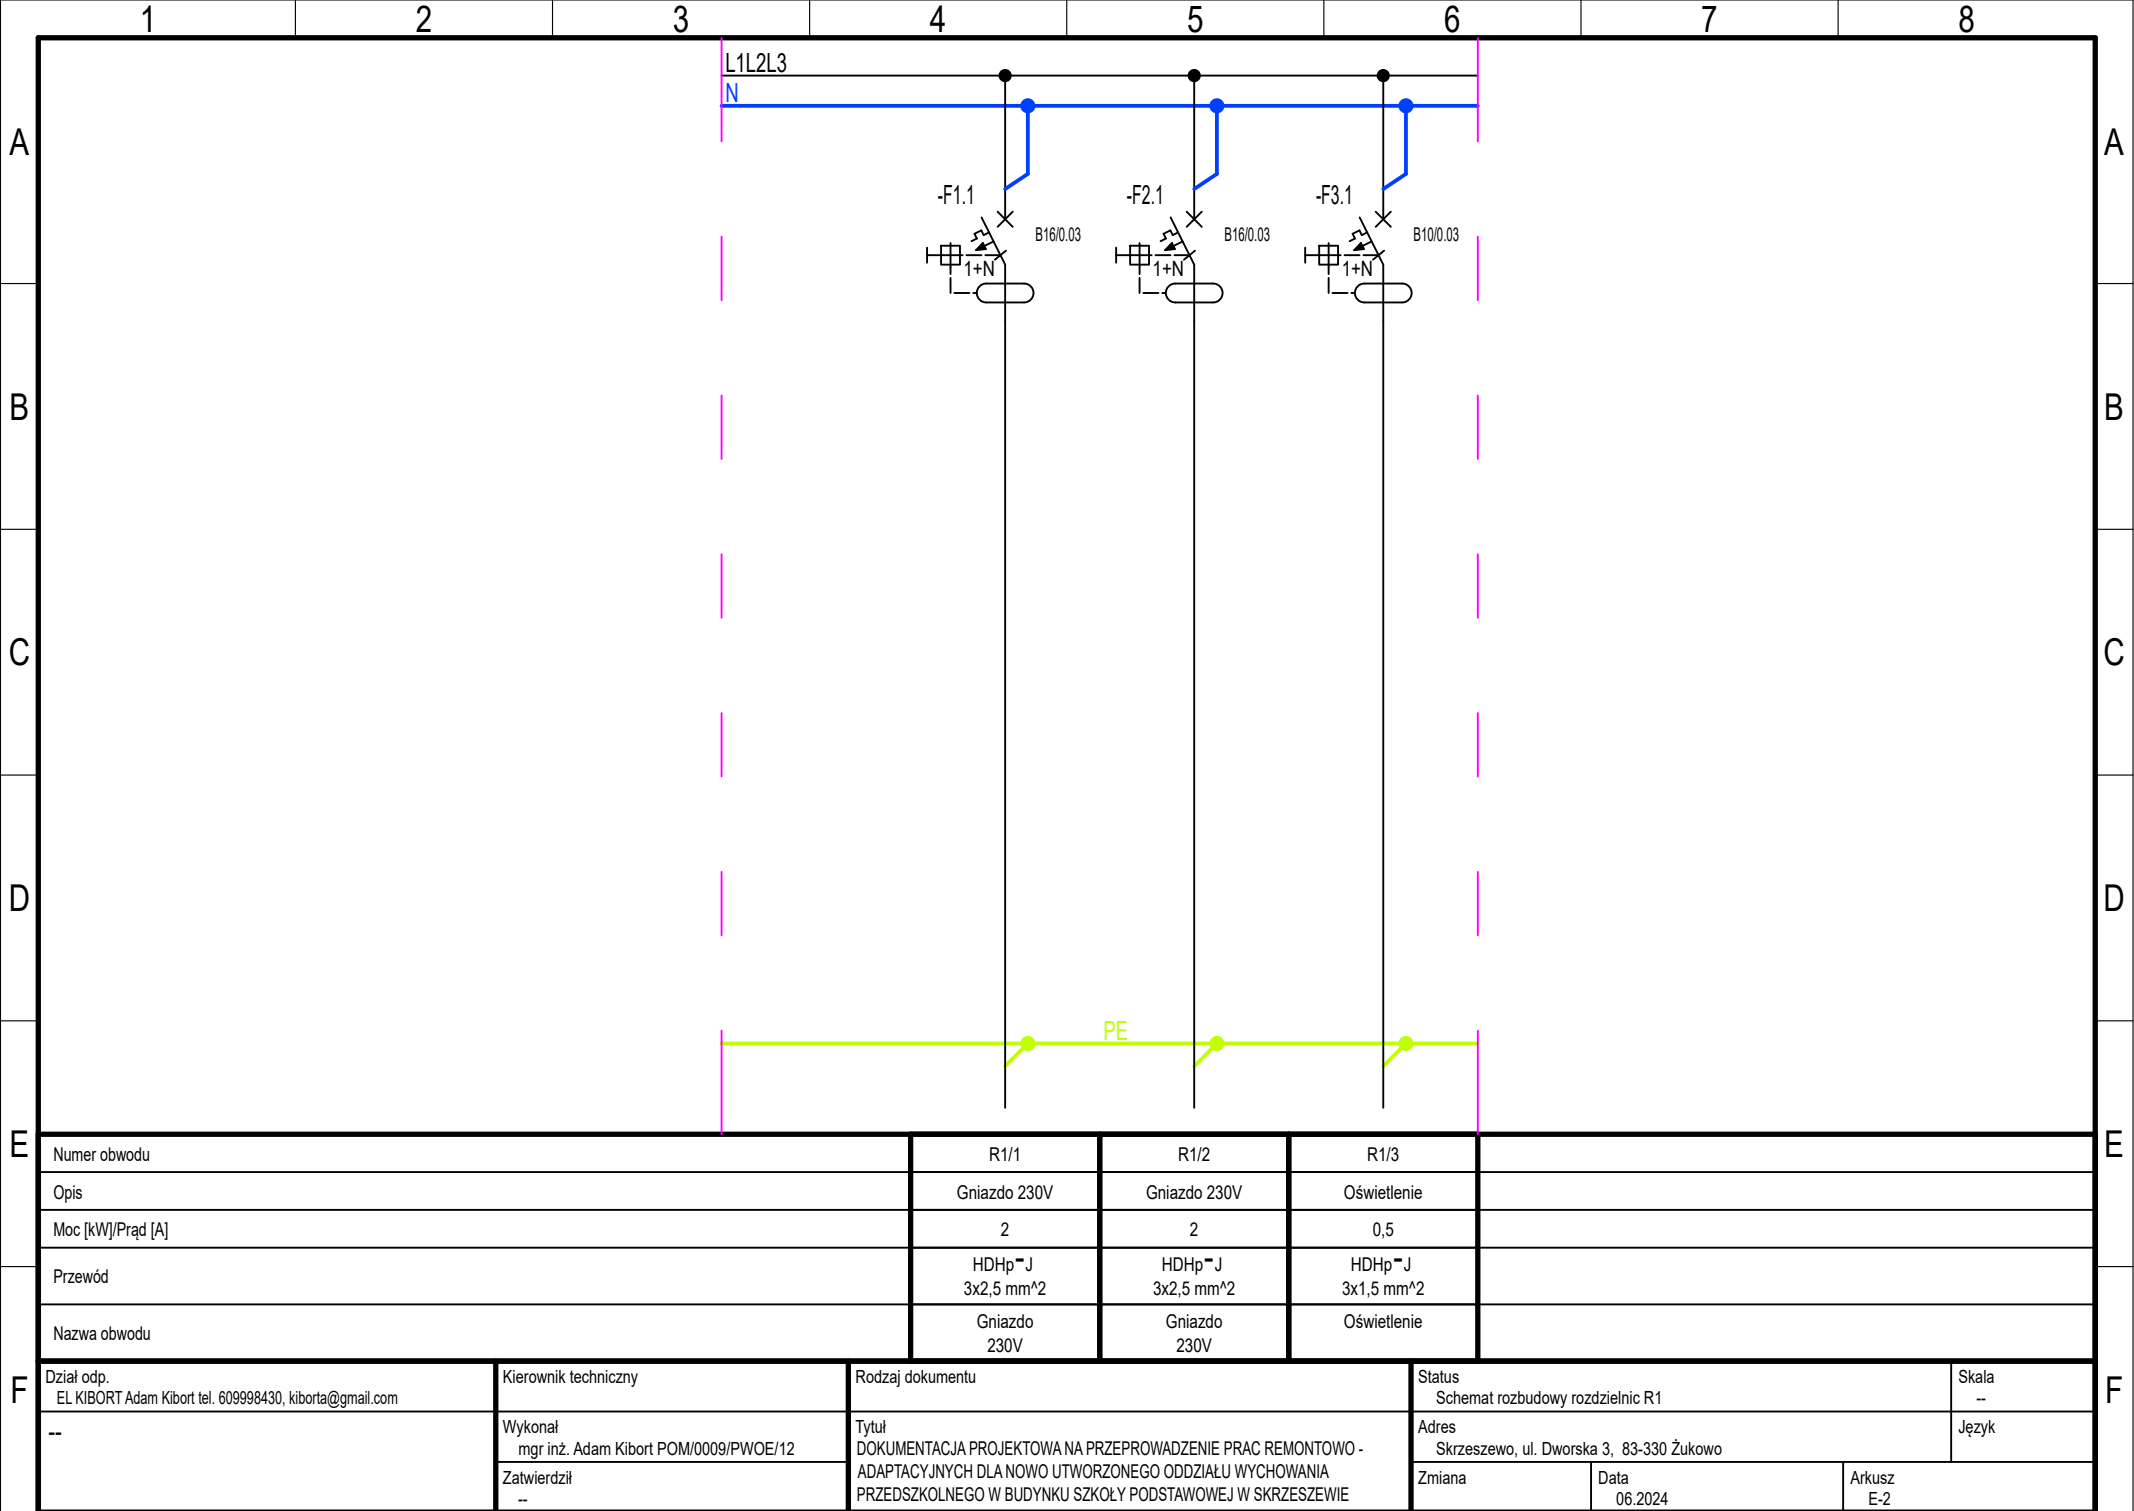 1 2 3 4 5 6 7 8
L1L2L3
N
A A
-F1.1 -F2.1 -F3.1
B16/0.03 B16/0.03 B10/0.03
1+N 1+N 1+N
B B
C C
D D
PE
E E
Numer obwodu R1/1 R1/2 R1/3
Opis Gniazdo 230V Gniazdo 230V Oświetlenie
Moc [kW]/Prąd [A] 2 2 0,5
Przewód
HDHp-J HDHp-J HDHp-J
3x2,5 mm^2 3x2,5 mm^2 3x1,5 mm^2
Nazwa obwodu
Gniazdo Gniazdo Oświetlenie
230V 230V
F F
Dział odp.
EL KIBORT Adam Kibort tel. 609998430, kiborta@gmail.com
--
Kierownik techniczny
Wykonał
mgr inż. Adam Kibort POM/0009/PWOE/12
Zatwierdził
--
Rodzaj dokumentu
Tytuł
DOKUMENTACJA PROJEKTOWA NA PRZEPROWADZENIE PRAC REMONTOWO -
ADAPTACYJNYCH DLA NOWO UTWORZONEGO ODDZIAŁU WYCHOWANIA
PRZEDSZKOLNEGO W BUDYNKU SZKOŁY PODSTAWOWEJ W SKRZESZEWIE
Status
Schemat rozbudowy rozdzielnic R1
Skala
--
Adres
Skrzeszewo, ul. Dworska 3, 83-330 Żukowo
Język
Zmiana
Data
06.2024
Arkusz
E-2